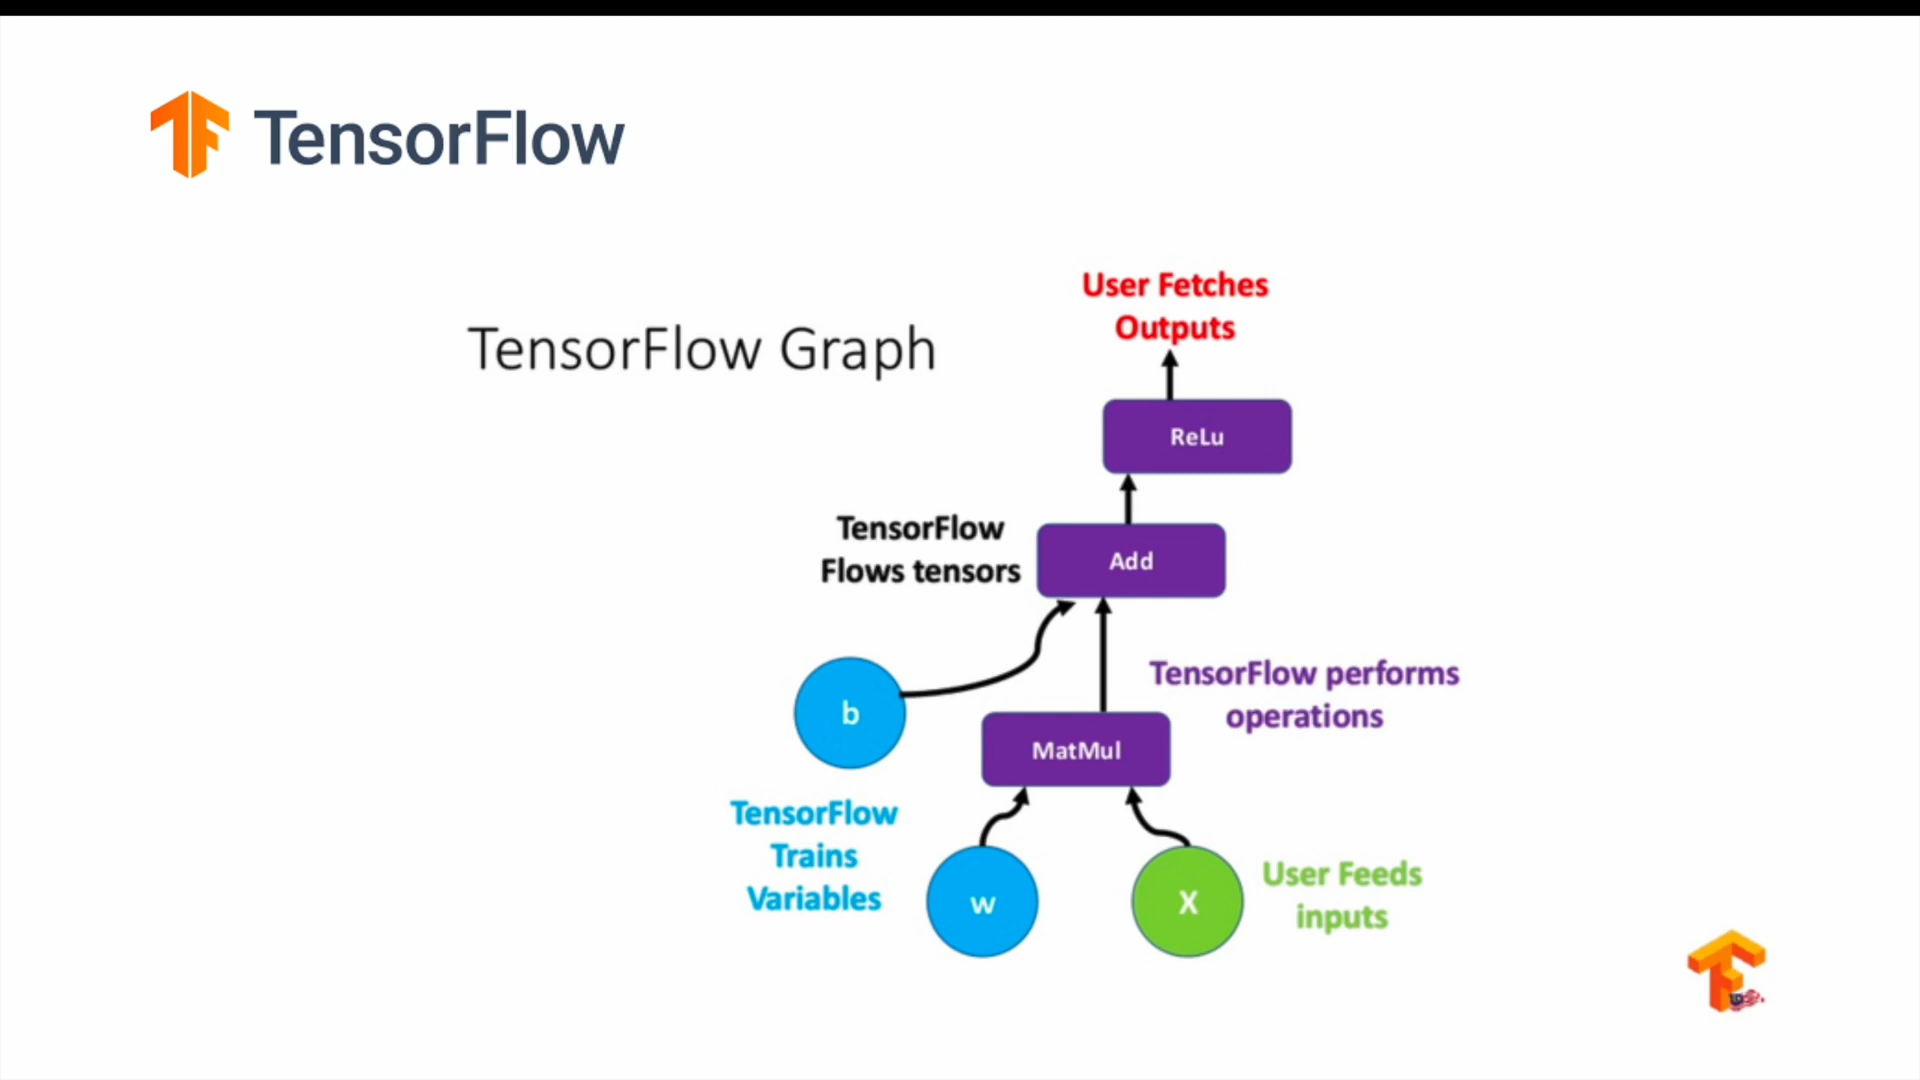 TensorFlow
User Fetches
Outputs
TensorFlow Graph
ReLu
TensorFlow
Flows tensors
Add
b
TensorFlow performs
operations
MatMul
TensorFlow
Trains
Variables
w
X
User Feeds
inputs